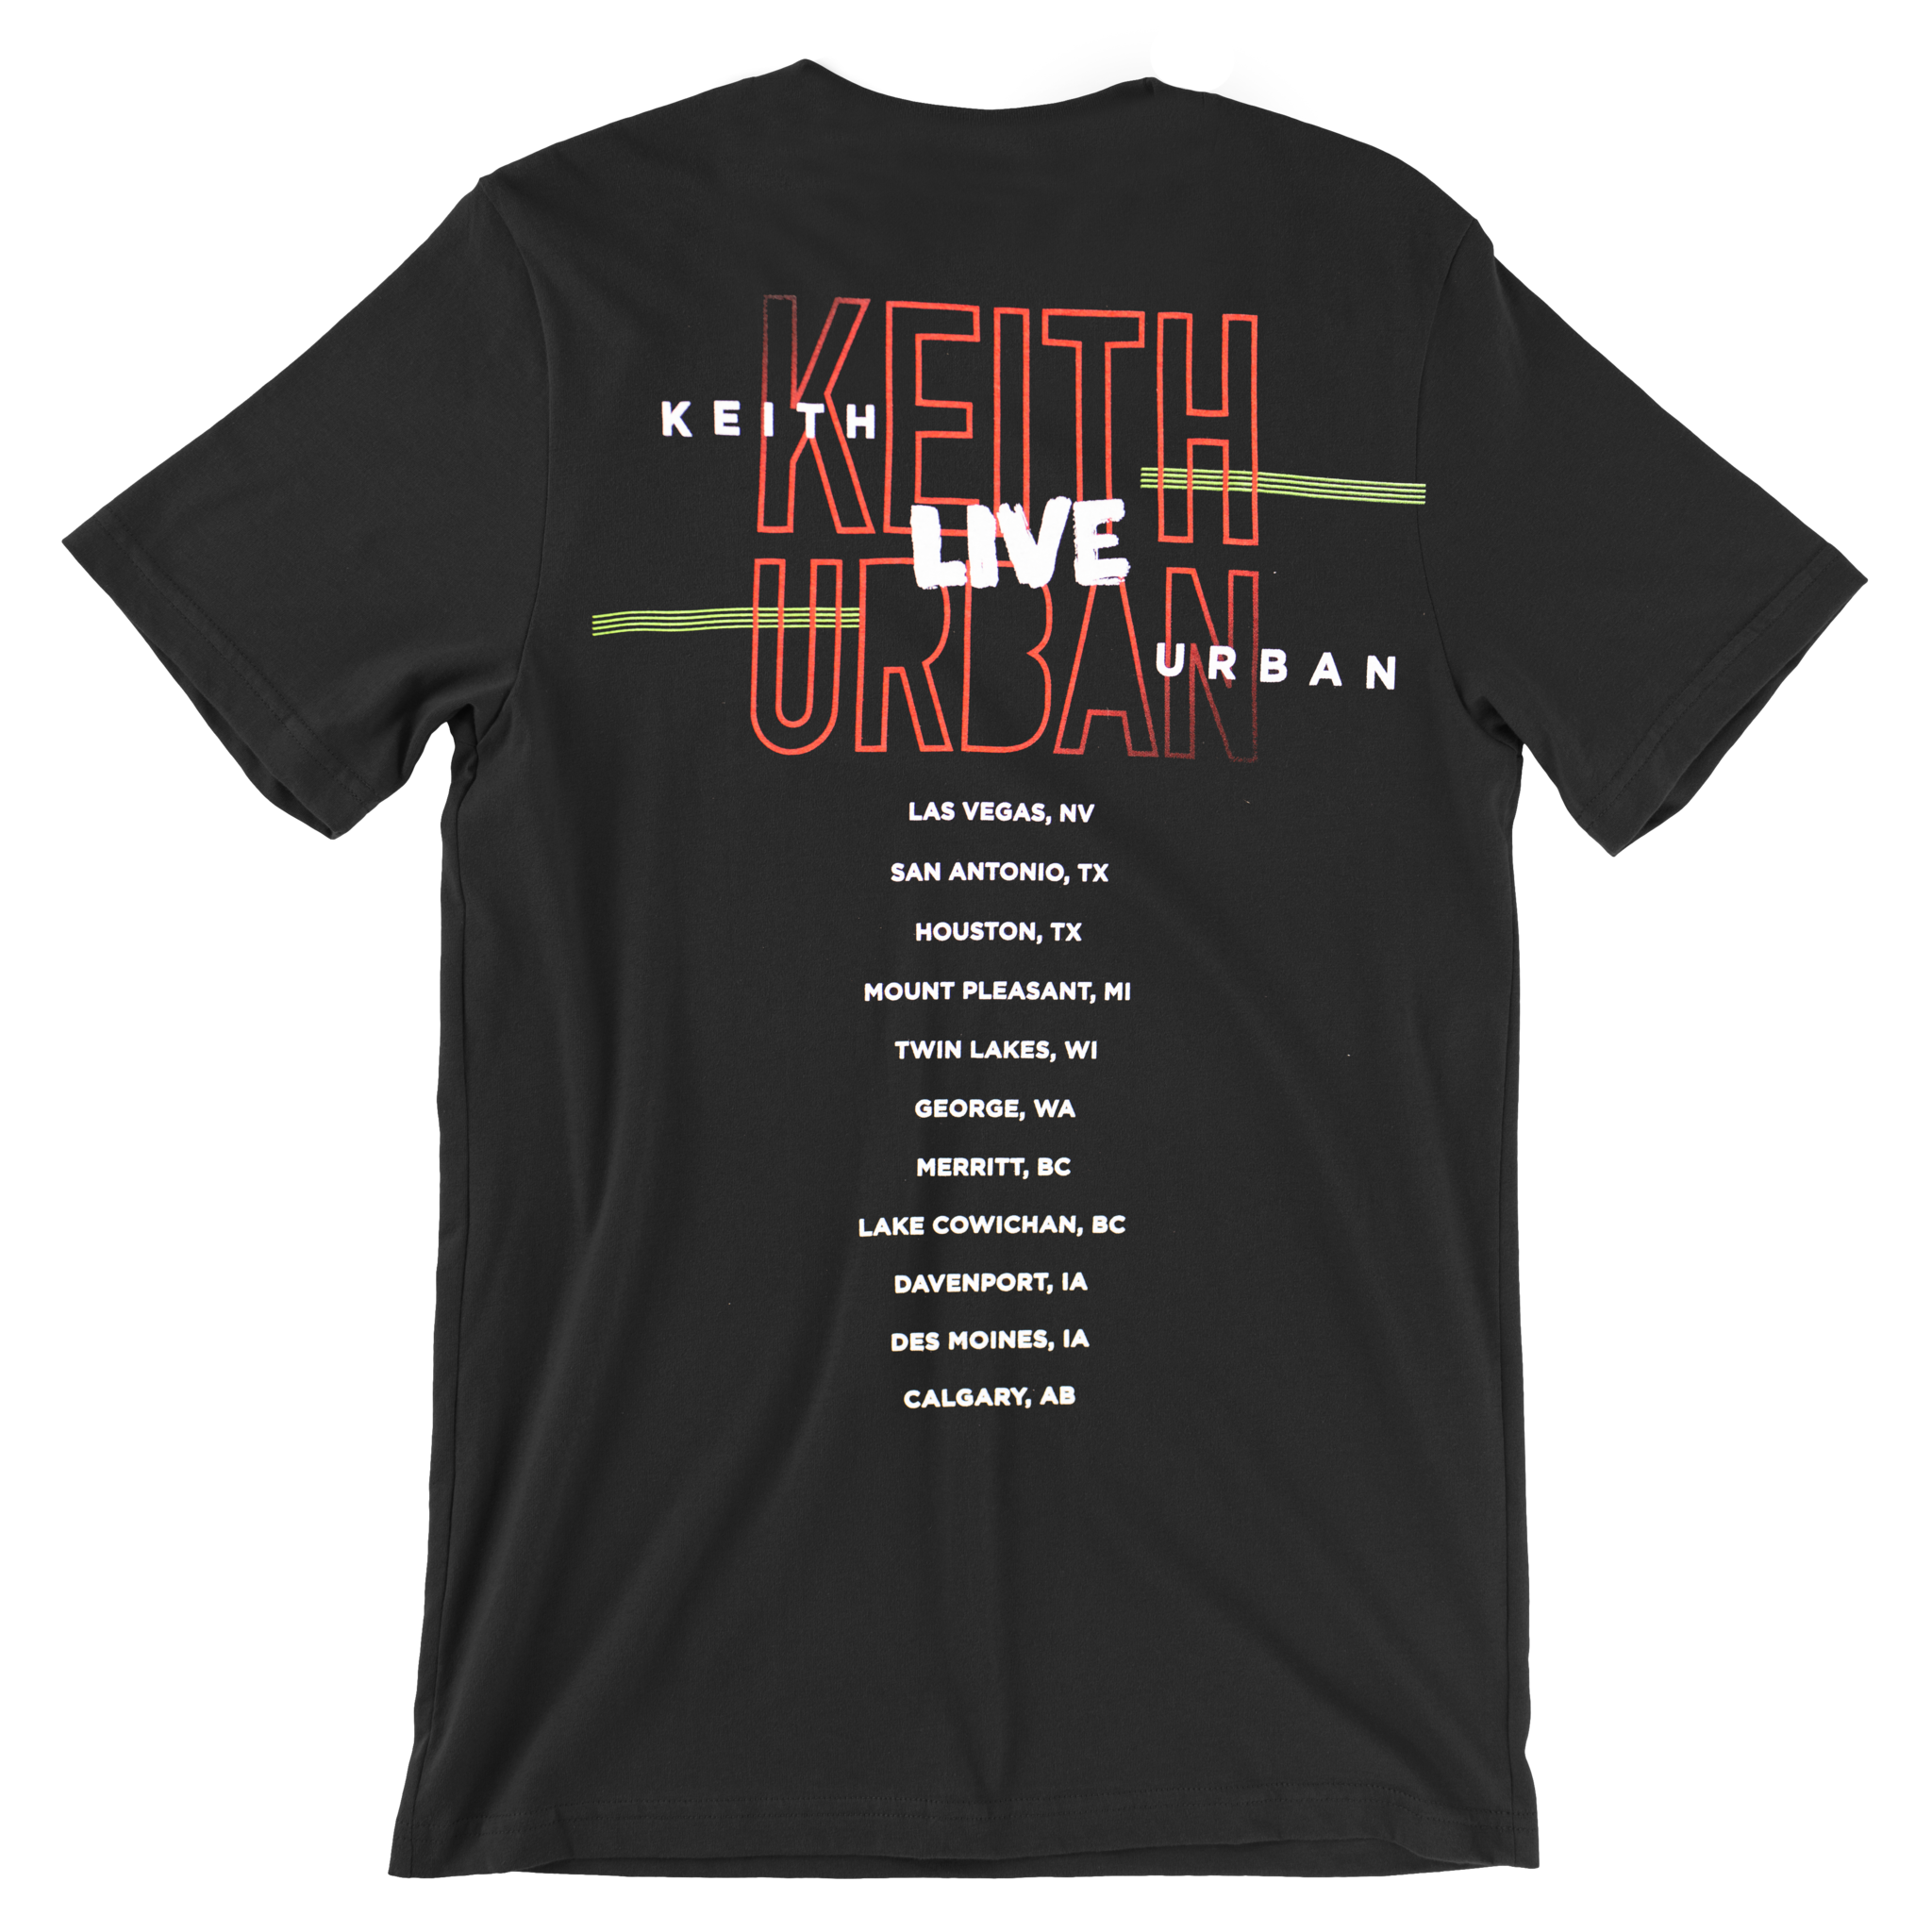 KEITH
KEITH
LIVE
URBAN
URBAN
LAS VEGAS, NV
SAN ANTONIO, TX
HOUSTON, TX
MOUNT PLEASANT, MI
TWIN LAKES, WI
GEORGE, WA
MERRITT, BC
LAKE COWICHAN, BC
DAVENPORT, IA
DES MOINES, IA
CALGARY, AB